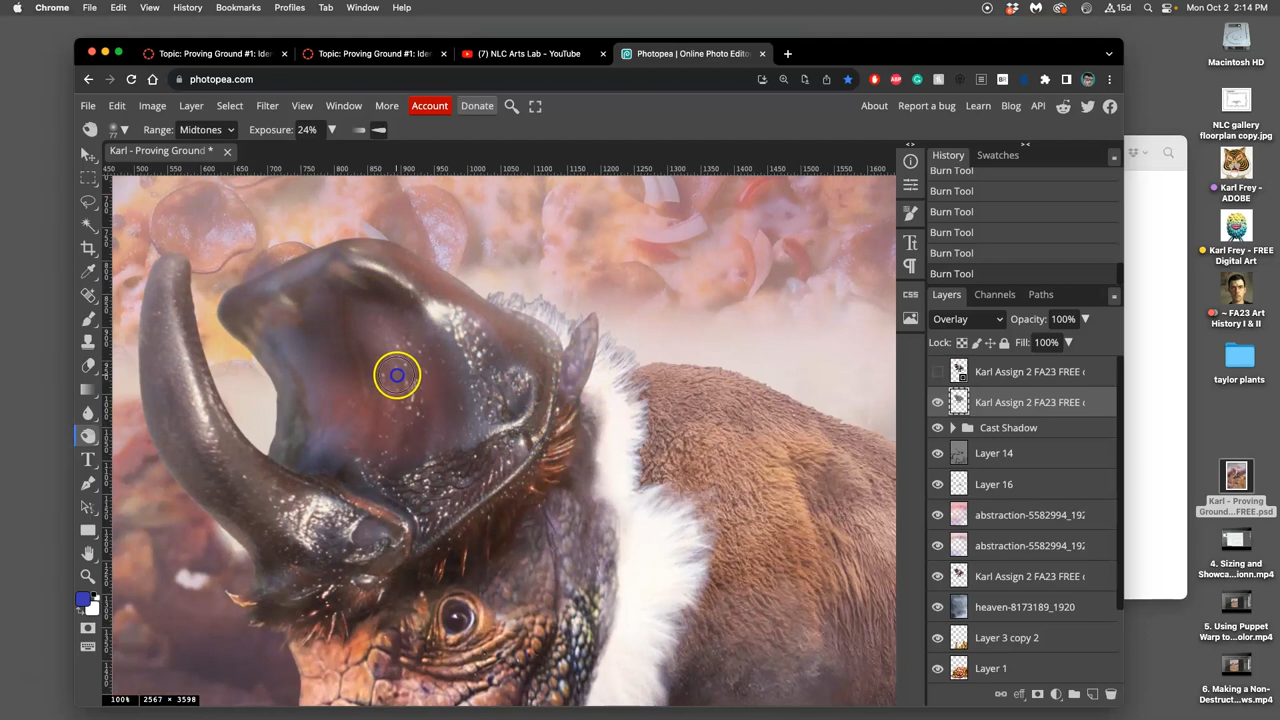 Chrome File Edit View History Bookmarks Profiles Tab Window Help 15d Mon Oct 2 2:14 PM
Topic: Proving Ground #1: Ider Topic: Proving Ground #1: Ider (7) NLC Arts Lab - YouTube Photopea | Online Photo Edito
photopea.com
File Edit Image Layer Select Filter View Window More Account Donate About Report a bug Learn Blog API
77 Range: Midtones Exposure: 24%
Karl - Proving Ground *
450 500 550 600 650 700 750 800 850 900 950 1000 1050 1100 1150 1200 1250 1300 1350 1400 1450 1500 1550 1600
History Swatches
Burn Tool
Burn Tool
Burn Tool
Burn Tool
Burn Tool
Burn Tool
CSS
Layers Channels Paths
Overlay Opacity: 100%
Lock: Fill: 100%
Karl Assign 2 FA23 FREE c
Karl Assign 2 FA23 FREE c
Cast Shadow
Layer 14
Layer 16
abstraction-5582994_192
abstraction-5582994_192
Karl Assign 2 FA23 FREE c
heaven-8173189_1920
Layer 3 copy 2
Layer 1
100% 2567 × 3598
Macintosh HD
NLC gallery
floorplan copy.jpg
Karl Frey -
ADOBE
Karl Frey - FREE
Digital Art
~ FA23 Art
History I & II
taylor plants
Karl - Proving
Ground...FREE.psd
4. Sizing and
Showca...ionn.mp4
5. Using Puppet
Warp to...olor.mp4
6. Making a Non-
Destruct...ws.mp4